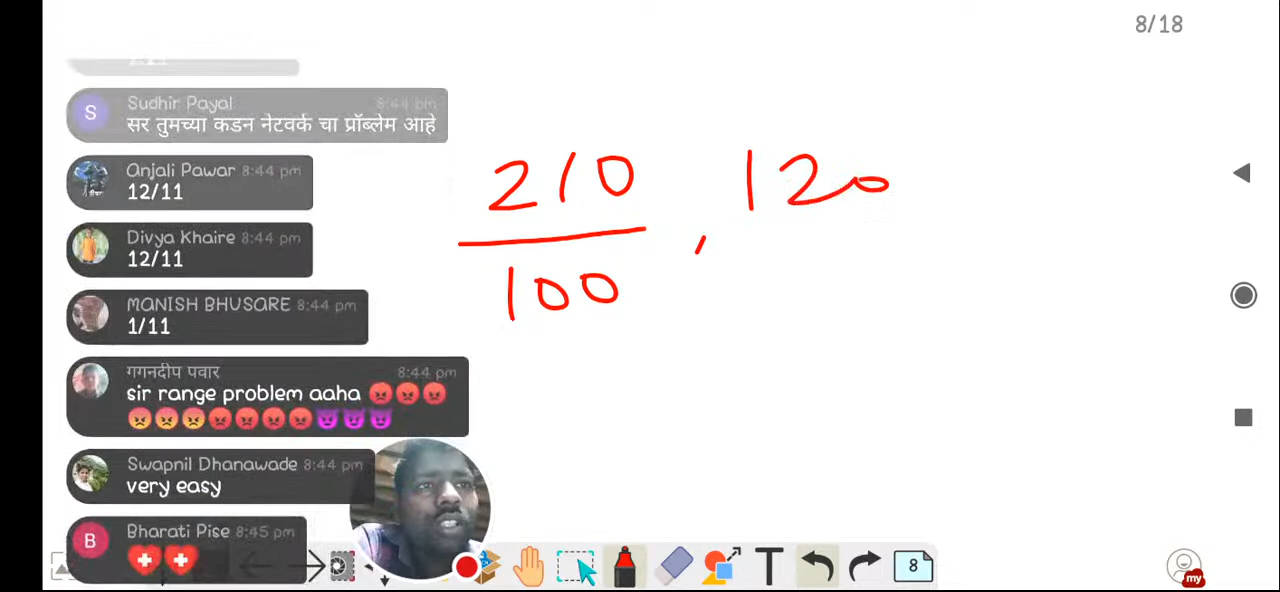 8/18
Sudhir Payal 8:44 pm
सर तुमच्या कडन नेटवर्क चा प्रॉब्लेम आहे
Anjali Pawar 8:44 pm
12/11
Divya Khaire 8:44 pm
12/11
MANISH BHUSARE 8:44 pm
1/11
गगनदीप पवार 8:44 pm
sir range problem aaha 😡😡😡
😡😡😡😡😡😡😡😈😈😈
Swapnil Dhanawade 8:44 pm
very easy
Bharati Pise 8:45 pm
210
100 , 120
S
B
T
8
my